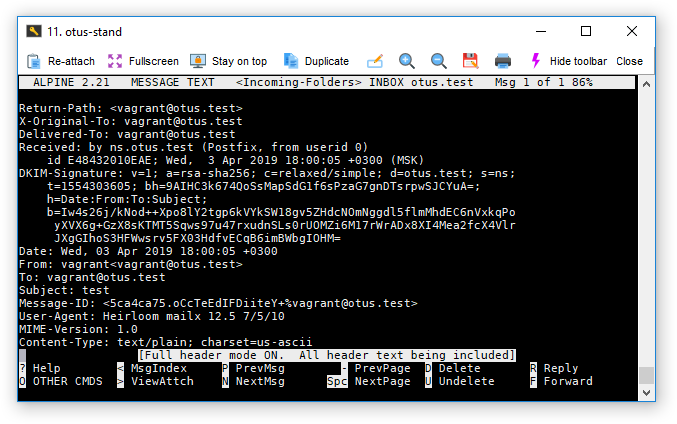 11. otus-stand
Re-attach Fullscreen Stay on top Duplicate Hide toolbar Close
ALPINE 2.21 MESSAGE TEXT <Incoming-Folders> INBOX otus.test Msg 1 of 1 86%
Return-Path: <vagrant@otus.test>
X-Original-To: vagrant@otus.test
Delivered-To: vagrant@otus.test
Received: by ns.otus.test (Postfix, from userid 0)
id E48432010EAE; Wed, 3 Apr 2019 18:00:05 +0300 (MSK)
DKIM-Signature: v=1; a=rsa-sha256; c=relaxed/simple; d=otus.test; s=ns;
t=1554303605; bh=9AIHC3k674QoSsMapSdG1f6sPzaG7gnDTsrpwSJCYuA=;
h=Date:From:To:Subject;
b=Iw4s26j/kNod++Xpo8lY2tgp6kVYkSW18gv5ZHdcNOmNggdl5flmMhdEC6nVxkqPo
yXVX6g+GzX8sKTMT5Sqws97u47rxudnSLs0rUOMZi6M17rWrADx8XI4Mea2fcX4Vlr
JXgGIhoS3HFWwsrv5FX03HdfvECqB6imBWbgIOHM=
Date: Wed, 03 Apr 2019 18:00:05 +0300
From: vagrant<vagrant@otus.test>
To: vagrant@otus.test
Subject: test
Message-ID: <5ca4ca75.oCcTeEdIFDiiteY+%vagrant@otus.test>
User-Agent: Heirloom mailx 12.5 7/5/10
MIME-Version: 1.0
Content-Type: text/plain; charset=us-ascii
[Full header mode ON. All header text being included]
? Help < MsgIndex P PrevMsg - PrevPage D Delete R Reply
O OTHER CMDS > ViewAttch N NextMsg Spc NextPage U Undelete F Forward